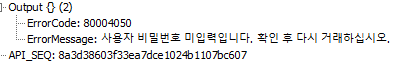 Output {} (2)
ErrorCode: 80004050
ErrorMessage: 사용자 비밀번호 미입력입니다. 확인 후 다시 거래하십시오.
API_SEQ: 8a3d38603f33ea7dce1024b1107bc607